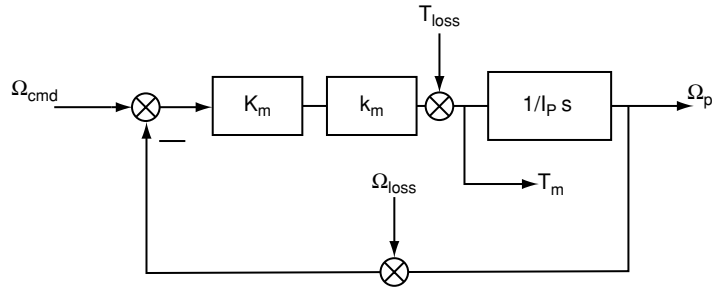 T_loss
Ω_cmd
K_m
k_m
1/I_P s
Ω_p
—
T_m
Ω_loss